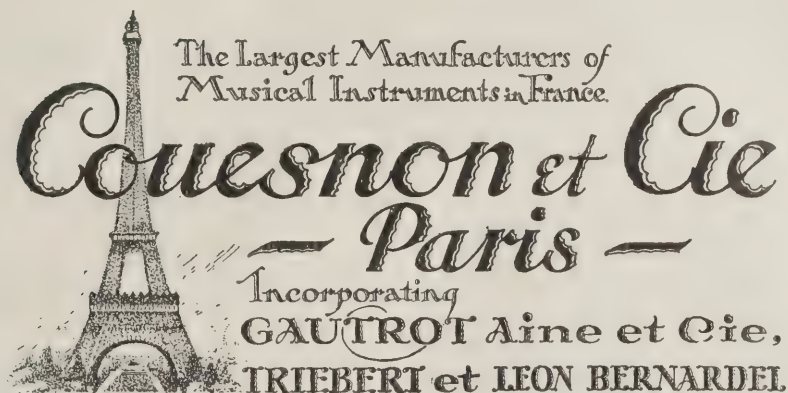 The Largest Manufacturers of
Musical Instruments in France.
Couesnon et Cie
— Paris —
Incorporating
GAUTROT Aine et Cie,
TRIEBERT et LEON BERNARDEL